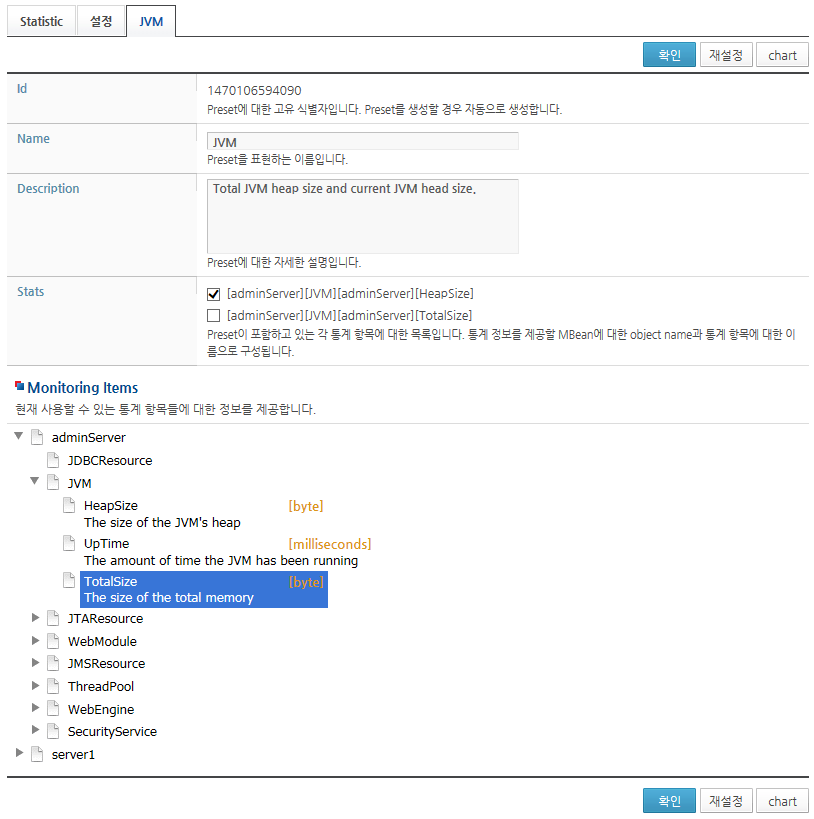 Statistic 설정 JVM
확인 재설정 chart
Id
1470106594090
Preset에 대한 고유 식별자입니다. Preset를 생성할 경우 자동으로 생성합니다.
Name
JVM
Preset을 표현하는 이름입니다.
Description
Total JVM heap size and current JVM head size.
Preset에 대한 자세한 설명입니다.
Stats
[adminServer][JVM][adminServer][HeapSize]
[adminServer][JVM][adminServer][TotalSize]
Preset이 포함하고 있는 각 통계 항목에 대한 목록입니다. 통계 정보를 제공할 MBean에 대한 object name과 통계 항목에 대한 이
름으로 구성됩니다.
Monitoring Items
현재 사용할 수 있는 통계 항목들에 대한 정보를 제공합니다.
adminServer
JDBCResource
JVM
HeapSize [byte]
The size of the JVM's heap
UpTime [milliseconds]
The amount of time the JVM has been running
TotalSize [byte]
The size of the total memory
JTAResource
WebModule
JMSResource
ThreadPool
WebEngine
SecurityService
server1
확인 재설정 chart